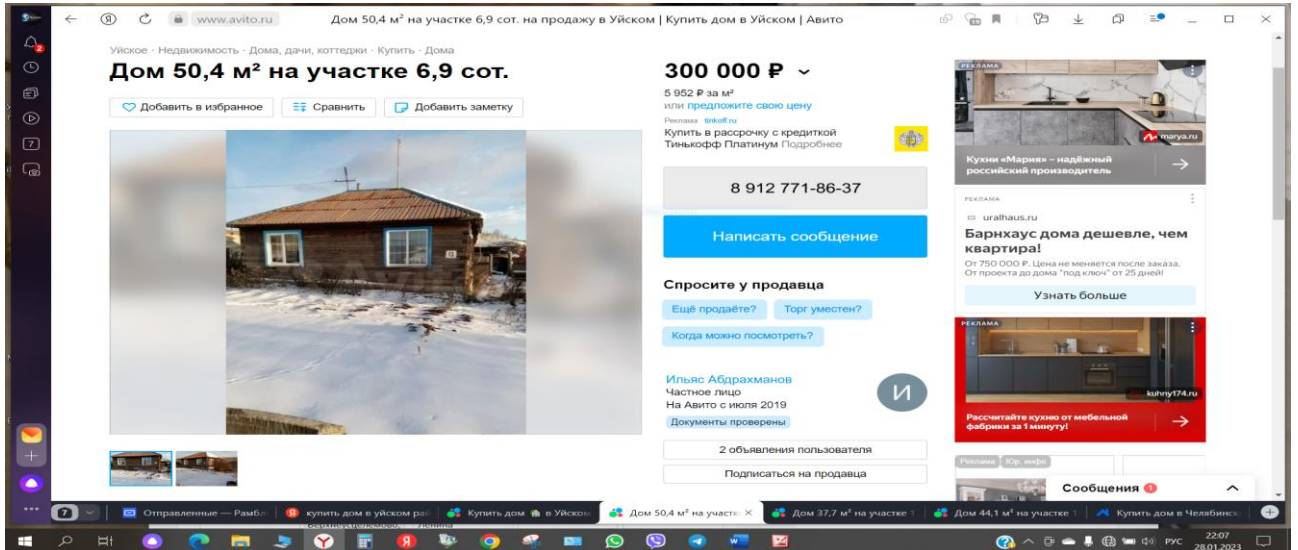 www.avito.ru
Дом 50,4 м² на участке 6,9 сот. на продажу в Уйском | Купить дом в Уйском | Авито
2
7
Уйское · Недвижимость · Дома, дачи, коттеджи · Купить · Дома
Дом 50,4 м² на участке 6,9 сот.
Добавить в избранное
Сравнить
Добавить заметку
300 000 ₽
5 952 ₽ за м²
или предложите свою цену
Реклама tinkoff.ru
Купить в рассрочку с кредиткой
Тинькофф Платинум Подробнее
8 912 771-86-37
Написать сообщение
Спросите у продавца
Ещё продаёте?
Торг уместен?
Когда можно посмотреть?
Ильяс Абдрахманов
Частное лицо
На Авито с июля 2019
Документы проверены
И
2 объявления пользователя
Подписаться на продавца
РЕКЛАМА
marya.ru
Кухни «Мария» – надёжный
российский производитель
РЕКЛАМА
uralhaus.ru
Барнхаус дома дешевле, чем
квартира!
От 750 000 ₽. Цена не меняется после заказа.
От проекта до дома "под ключ" от 25 дней!
Узнать больше
РЕКЛАМА
kuhny174.ru
Рассчитайте кухню от мебельной
фабрики за 1 минуту!
Реклама Юр. инфо
Сообщения 1
7
Отправленные — Рамбл
купить дом в уйском рай
Купить дом в Уйском
Дом 50,4 м² на участк
Дом 37,7 м² на участке 1
Дом 44,1 м² на участке 1
Купить дом в Челябинск
Ленина
РУС
22:07
28.01.2023